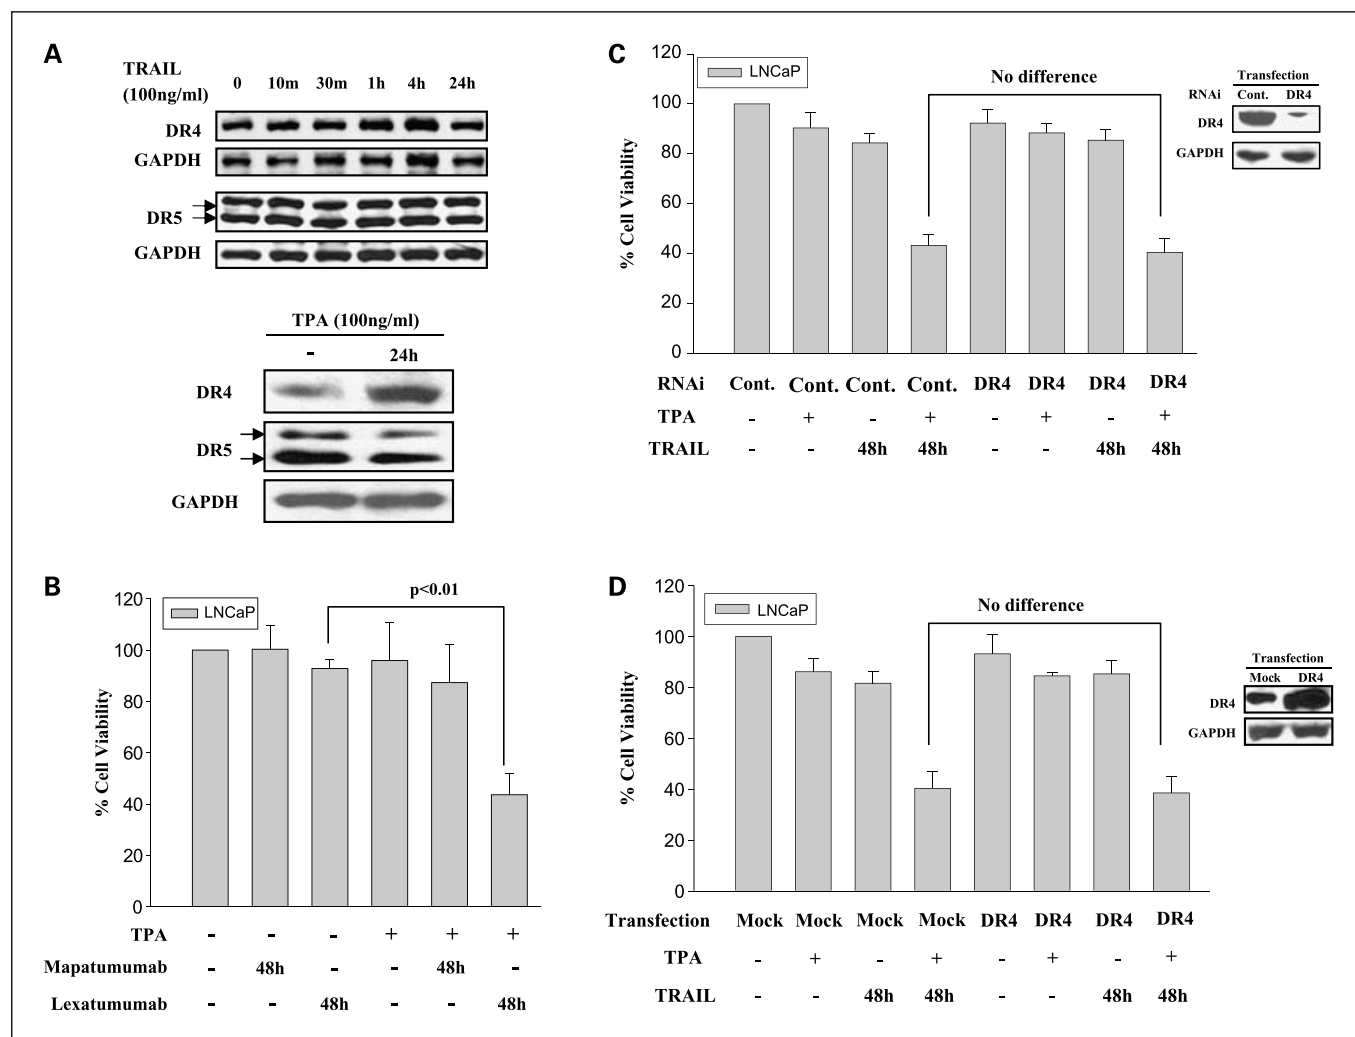 A
TRAIL
(100ng/ml)
0 10m 30m 1h 4h 24h
DR4
GAPDH
DR5
GAPDH
TPA (100ng/ml)
- 24h
DR4
DR5
GAPDH
B
120
100
80
60
40
20
0
% Cell Viability
LNCaP
p<0.01
TPA - - - + + +
Mapatumumab - 48h - - 48h -
Lexatumumab - - 48h - - 48h
C
120
100
80
60
40
20
0
% Cell Viability
LNCaP
No difference
Transfection
RNAi Cont. DR4
DR4
GAPDH
RNAi Cont. Cont. Cont. Cont. DR4 DR4 DR4 DR4
TPA - + - + - + - +
TRAIL - - 48h 48h - - 48h 48h
D
120
100
80
60
40
20
0
% Cell Viability
LNCaP
No difference
Transfection
Mock DR4
DR4
GAPDH
Transfection Mock Mock Mock Mock DR4 DR4 DR4 DR4
TPA - + - + - + - +
TRAIL - - 48h 48h - - 48h 48h